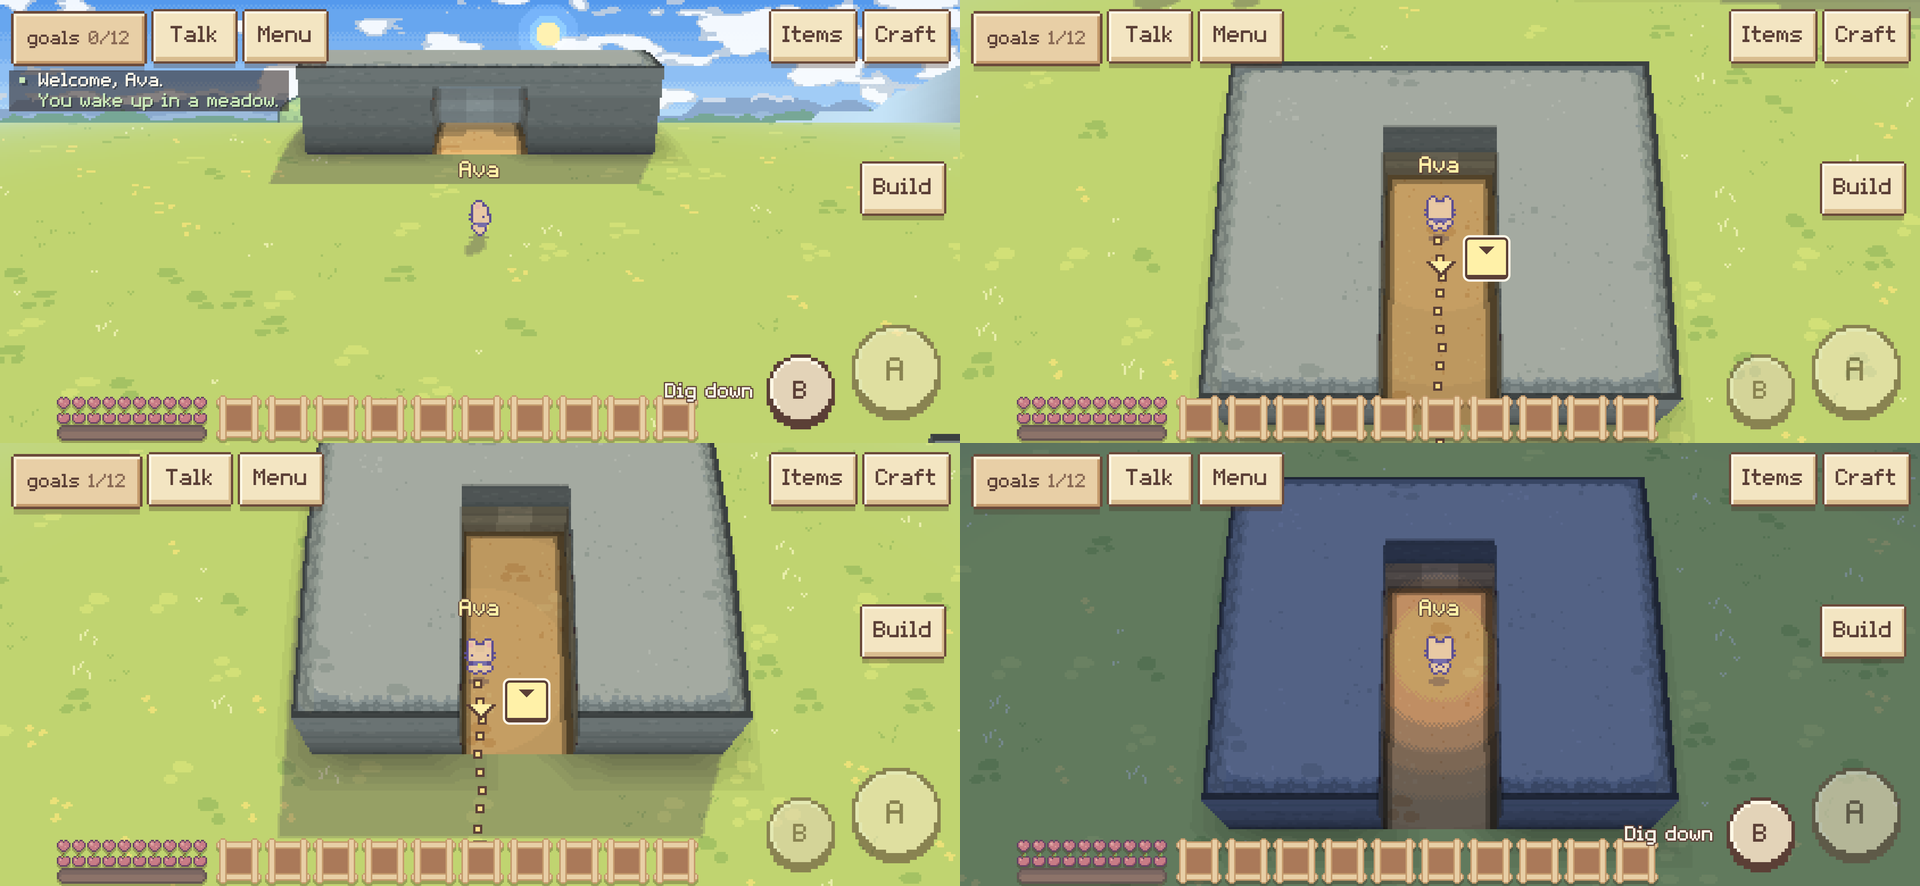 goals 0/12
Talk
Menu
Items
Craft
Welcome, Ava.
You wake up in a meadow.
Ava
Build
A
B
Dig down
goals 1/12
Talk
Menu
Items
Craft
Ava
Build
A
B
goals 1/12
Talk
Menu
Items
Craft
Ava
Build
A
B
goals 1/12
Talk
Menu
Items
Craft
Ava
Build
A
B
Dig down